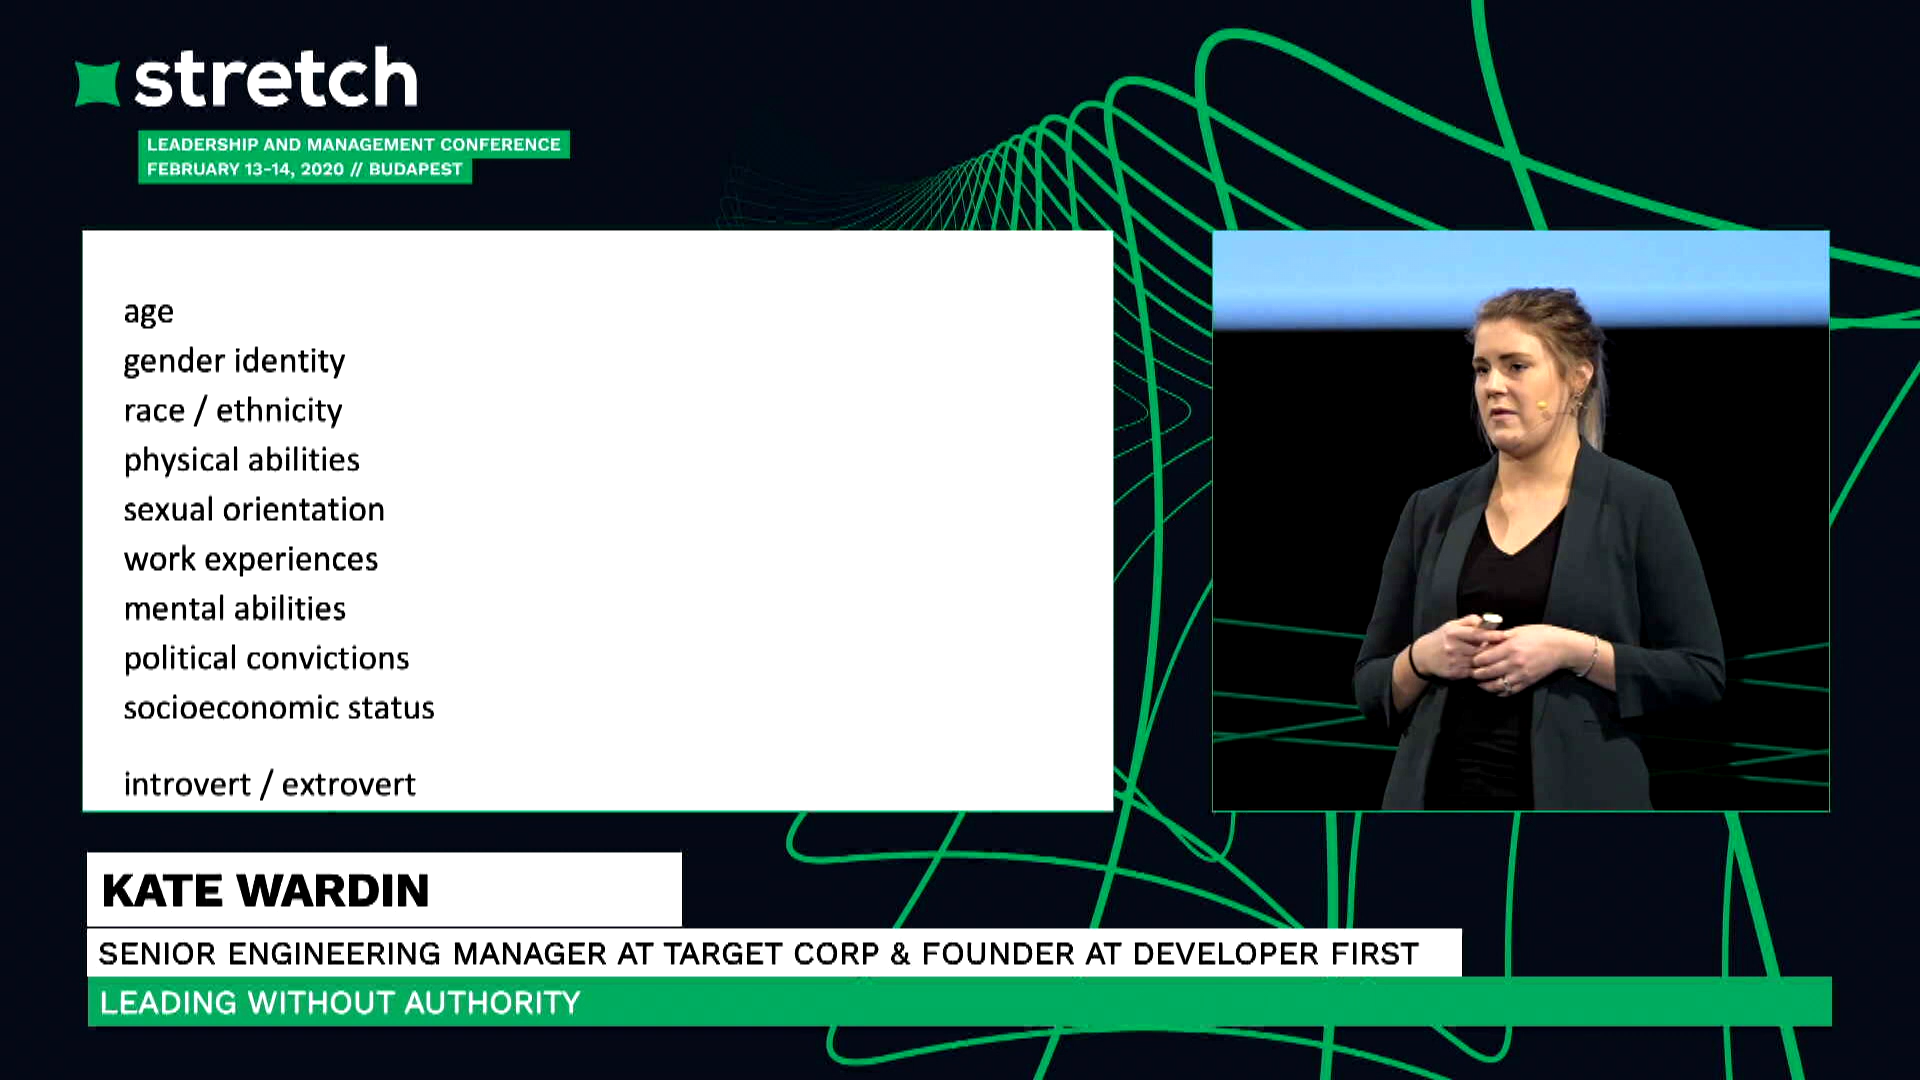 stretch
LEADERSHIP AND MANAGEMENT CONFERENCE
FEBRUARY 13-14, 2020 // BUDAPEST
age
gender identity
race / ethnicity
physical abilities
sexual orientation
work experiences
mental abilities
political convictions
socioeconomic status
introvert / extrovert
KATE WARDIN
SENIOR ENGINEERING MANAGER AT TARGET CORP & FOUNDER AT DEVELOPER FIRST
LEADING WITHOUT AUTHORITY